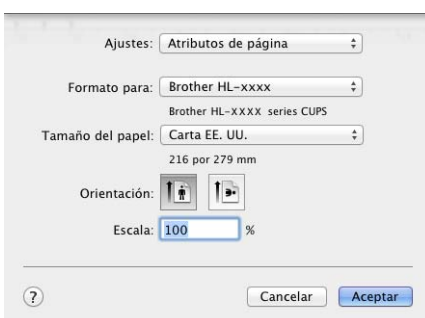 Ajustes: Atributos de página
Formato para: Brother HL-xxxx
Brother HL-XXXX series CUPS
Tamaño del papel: Carta EE. UU.
216 por 279 mm
Orientación:
Escala: 100 %
? Cancelar Aceptar